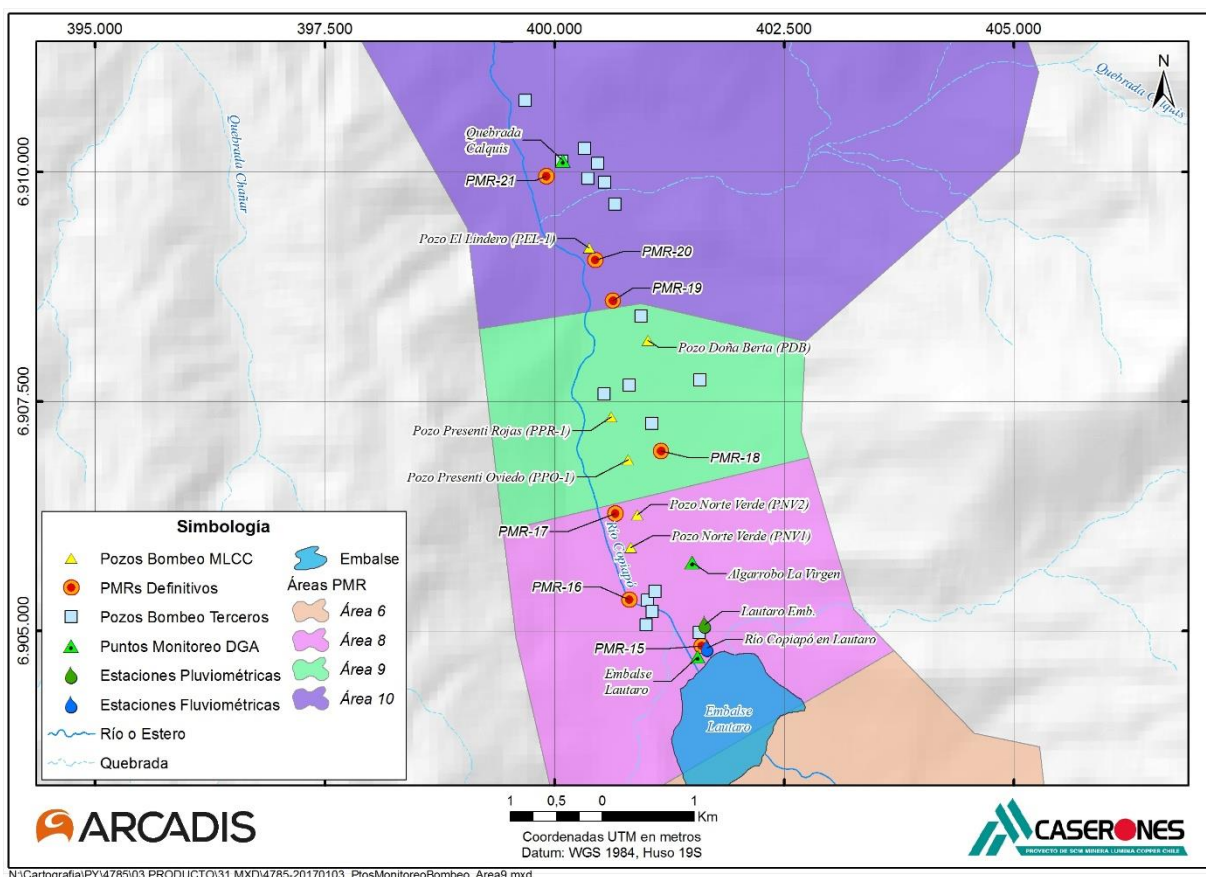 395.000 397.500 400.000 402.500 405.000
N
Quebrada Calquis
Quebrada Chañar
Quebrada
Calquis
6.910.000
PMR-21
Pozo El Lindero (PEL-1)
PMR-20
PMR-19
Pozo Doña Berta (PDB)
6.907.500
Pozo Presenti Rojas (PPR-1)
PMR-18
Pozo Presenti Oviedo (PPO-1)
Pozo Norte Verde (PNV2)
PMR-17
Río Copiapó
Pozo Norte Verde (PNV1)
Algarrobo La Virgen
PMR-16
6.905.000
Lautaro Emb.
Río Copiapó en Lautaro
PMR-15
Embalse
Lautaro
Embalse
Lautaro
Simbología
Pozos Bombeo MLCC
PMRs Definitivos
Pozos Bombeo Terceros
Puntos Monitoreo DGA
Estaciones Pluviométricas
Estaciones Fluviométricas
Río o Estero
Quebrada
Embalse
Áreas PMR
Área 6
Área 8
Área 9
Área 10
ARCADIS
1 0,5 0 1
Km
Coordenadas UTM en metros
Datum: WGS 1984, Huso 19S
CASERONES
PROYECTO DE SCM MINERA LUMINA COPPER CHILE
N:\Cartografia\PY\4785\03 PRODUCTO\31 MXD\4785-20170103_PtosMonitoreoBombeo_Area9.mxd